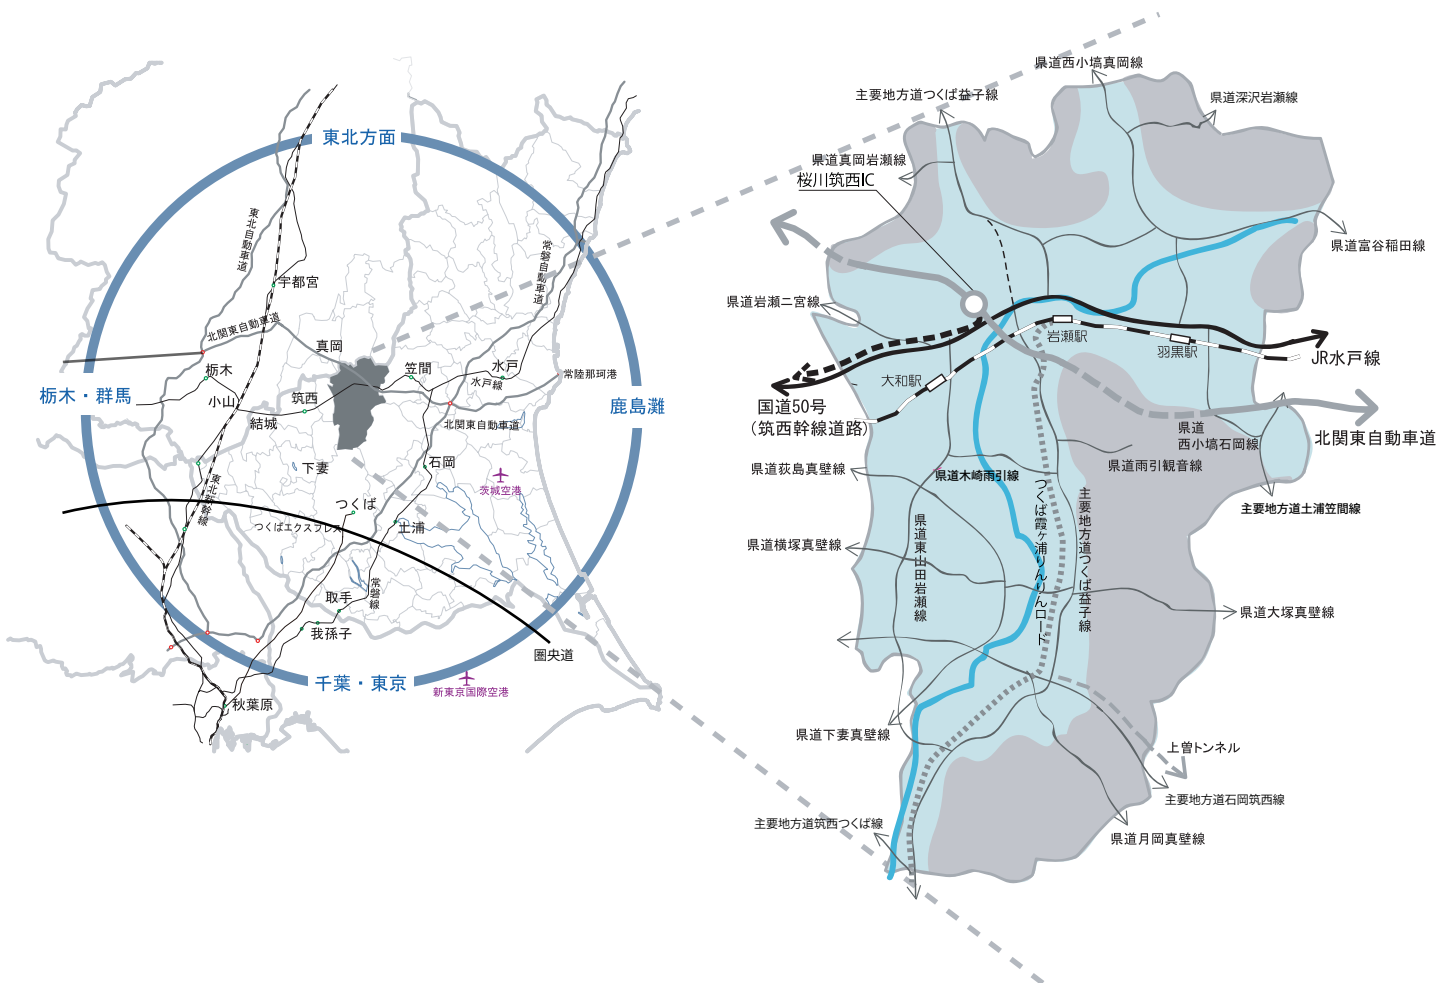 東北方面
東北自動車道
常磐自動車道
宇都宮
北関東自動車道
真岡
栃木
笠間
水戸
水戸線
常陸那珂港
栃木・群馬
小山
筑西
結城
鹿島灘
北関東自動車道
下妻
石岡
茨城空港
東北新幹線
つくば
つくばエクスプレス
土浦
取手
常磐線
我孫子
圏央道
千葉・東京
新東京国際空港
秋葉原
県道西小塙真岡線
主要地方道つくば益子線
県道深沢岩瀬線
県道真岡岩瀬線
桜川筑西IC
県道富谷稲田線
県道岩瀬二宮線
岩瀬駅
羽黒駅
JR水戸線
大和駅
国道50号
(筑西幹線道路)
県道
西小塙石岡線
北関東自動車道
県道荻島真壁線
県道木崎雨引線
県道雨引観音線
主要地方道土浦笠間線
県道東山田岩瀬線
つくば霞ヶ浦りんりんロード
主要地方道つくば益子線
県道横塚真壁線
県道大塚真壁線
県道下妻真壁線
上曽トンネル
主要地方道石岡筑西線
主要地方道筑西つくば線
県道月岡真壁線